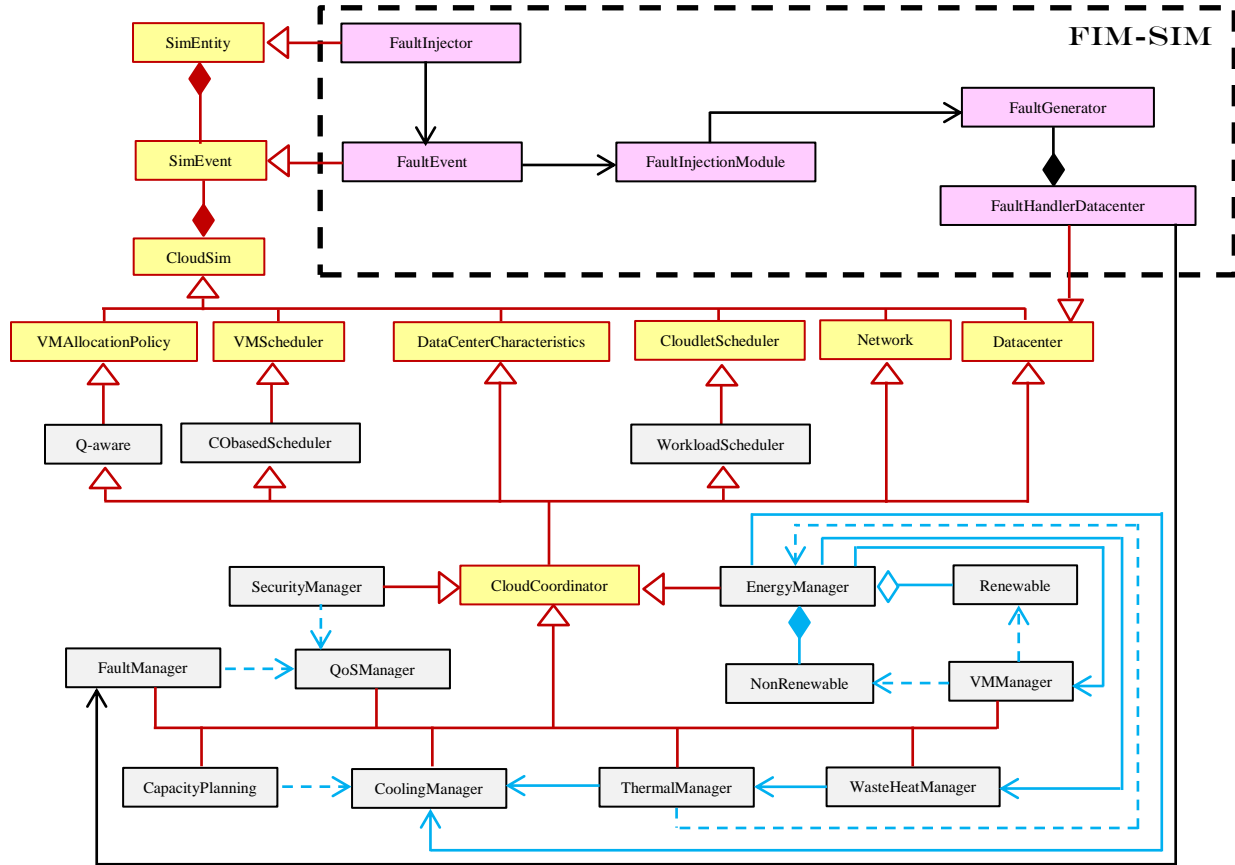 SimEntity
FaultInjector
FIM-SIM
FaultGenerator
SimEvent
FaultEvent
FaultInjectionModule
FaultHandlerDatacenter
CloudSim
VMAllocationPolicy
VMScheduler
DataCenterCharacteristics
CloudletScheduler
Network
Datacenter
Q-aware
CObasedScheduler
WorkloadScheduler
SecurityManager
CloudCoordinator
EnergyManager
Renewable
FaultManager
QoSManager
NonRenewable
VMManager
CapacityPlanning
CoolingManager
ThermalManager
WasteHeatManager